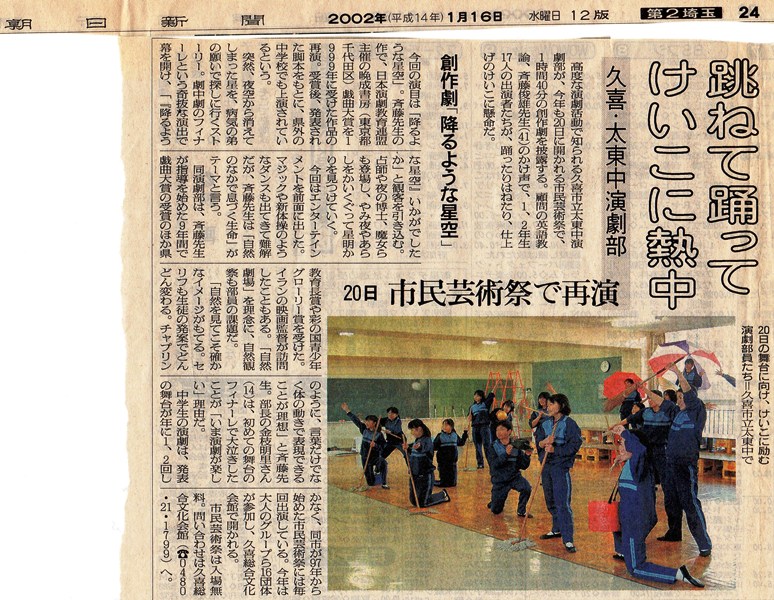 朝日新聞
2002年(平成14年)1月16日 水曜日 12版 第2埼玉 24
跳ねて踊って
けいこに熱中
久喜・太東中演劇部
高度な演劇活動で知られる久喜市立太東中演
劇部が、今年も20日に開かれる市民芸術祭で、
1時間40分の創作劇を披露する。顧問の英語教
論、斉藤俊雄先生(41)のかけ声で、1、2年生
17人の出演者たちが、踊ったりはねたり、仕上
げのけいこに懸命だ。
創作劇「降るような星空」
20日 市民芸術祭で再演
今回の演目は『降るよ
うな星空』。斉藤先生の
作で、日本演劇教育連盟
主催の晩成書房(東京都
千代田区)戯曲大賞を1
999年に受けた作品の
再演。受賞後、発表され
た脚本をもとに、県外の
中学校でも上演されてい
るという。
突然、夜空から消えて
しまった星を、病気の弟
の願いで探しに行くスト
ーリー。劇中劇のフィナ
ーレという奇抜な演出で
幕を開け、「『降るよう
な星空』いかがでした
か」と観客を引き込む。
占師や夜の博士、魔女ら
も登場し、やみ夜やあら
しをかいくぐって星明か
りを見つけていく。
今回はエンターテイン
メントを前面に出した。
マジックや新体操のよう
なダンスも出てきて難解
だが、斉藤先生は「自然
のなかで息づく生命」が
テーマと言う。
同演劇部は、斉藤先生
が指導を始めた9年間で
戯曲大賞の受賞のほか県
教育長賞や彩の国青少年
グローリー賞を受けた。
イランの映画監督が訪問
したこともある。「自然
劇場」を理念に、自然観
察も部員の課題だ。
「自然を見てこそ確か
なイメージがもてる。セ
リフも生徒の発案でどん
どん変わる。チャプリン
のように、言葉だけでな
く体の動きで表現できる
ことが理想」と斉藤先
生。部長の金枝明里さん
(14)は、初めての舞台の
フィナーレで大泣きした
ことが「いま演劇が楽し
い」理由だ。
中学生の演劇は、発表
の舞台が年に1、2回し
かなく、同市が97年から
始めた市民芸術祭には毎
回出演している。今年は
大人のグループら16団体
が参加し、久喜総合文化
会館で開かれる。
市民芸術祭は入場無
料。問い合わせは久喜総
合文化会館(☎0480
・21・1799)へ。
20日の舞台に向け、けいこに励む
演劇部員たち=久喜市立太東中で